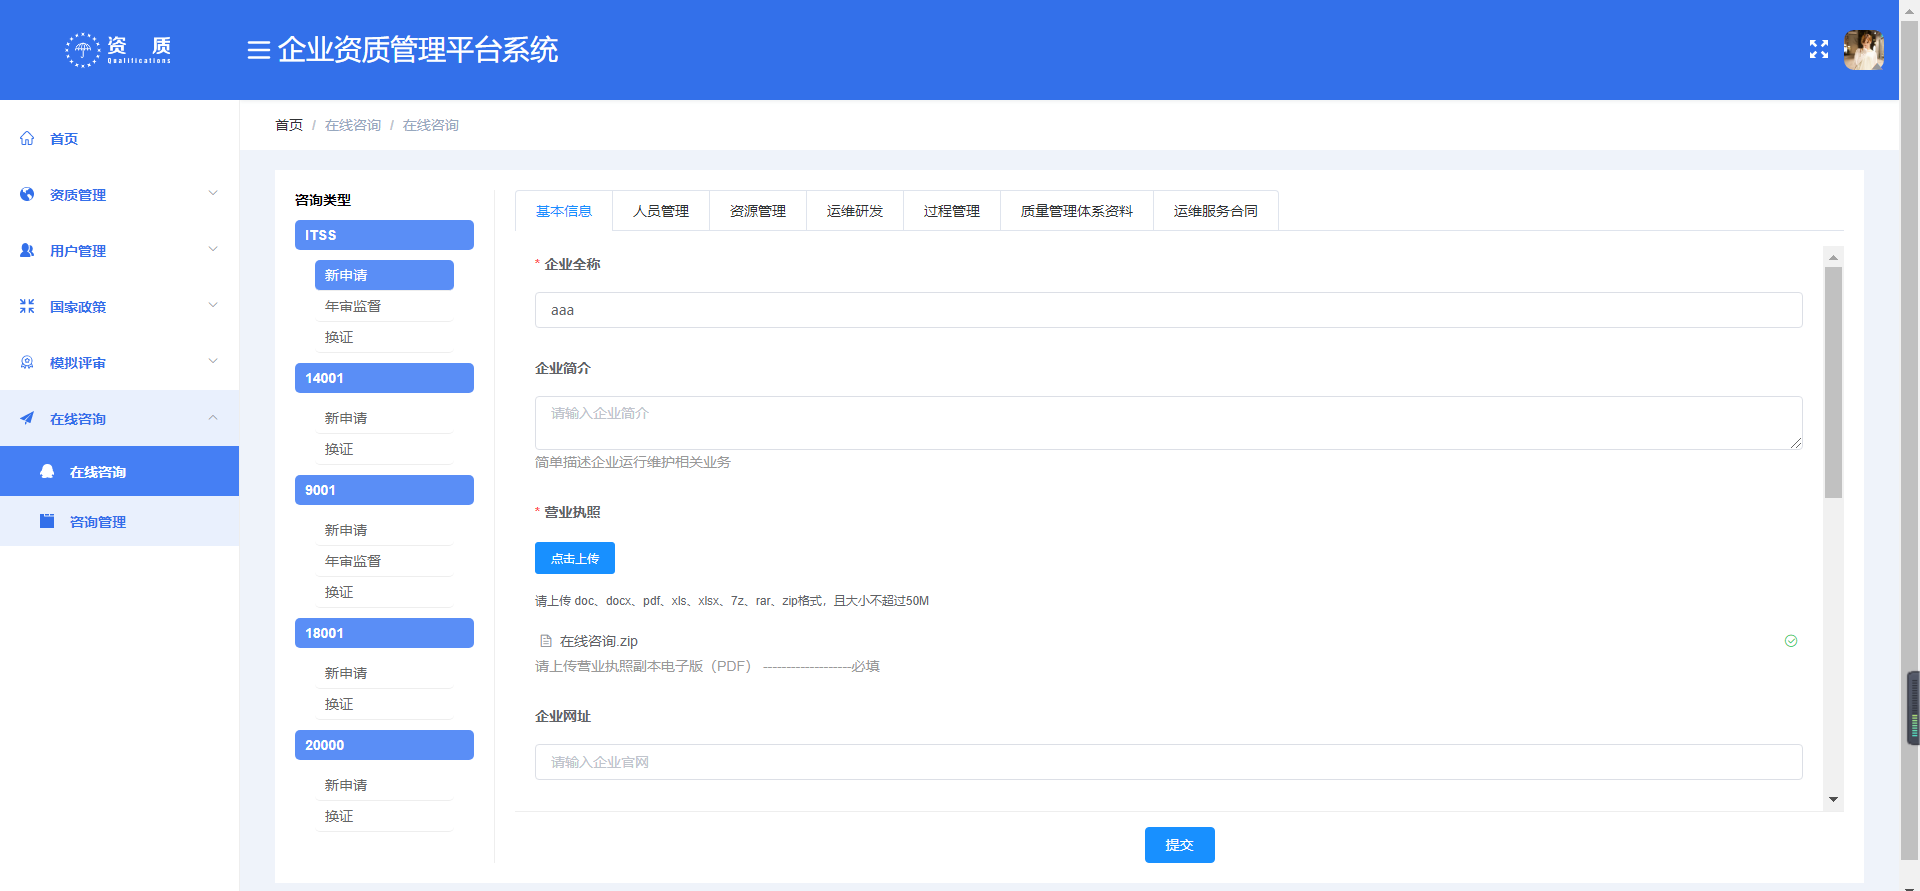 资 质
Qualifications
企业资质管理平台系统
首页
资质管理
用户管理
国家政策
模拟评审
在线咨询
在线咨询
咨询管理
首页 / 在线咨询 / 在线咨询
咨询类型
ITSS
新申请
年审监督
换证
14001
新申请
换证
9001
新申请
年审监督
换证
18001
新申请
换证
20000
新申请
换证
基本信息 人员管理 资源管理 运维研发 过程管理 质量管理体系资料 运维服务合同
* 企业全称
aaa
企业简介
请输入企业简介
简单描述企业运行维护相关业务
* 营业执照
点击上传
请上传 doc、docx、pdf、xls、xlsx、7z、rar、zip格式，且大小不超过50M
在线咨询.zip
请上传营业执照副本电子版（PDF） -------------------必填
企业网址
请输入企业官网
提交